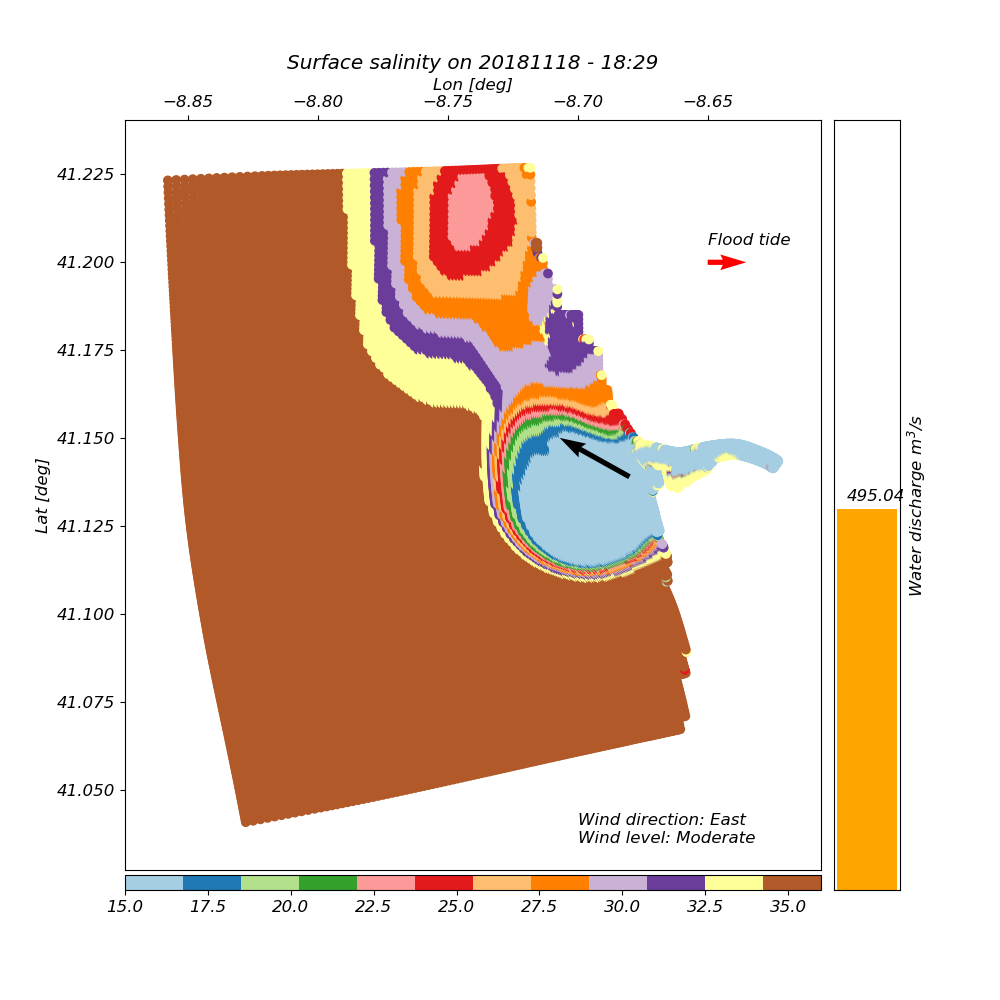 Surface salinity on 20181118 - 18:29
Lon [deg]
−8.85 −8.80 −8.75 −8.70 −8.65
41.225
41.200
41.175
41.150
41.125
41.100
41.075
41.050
Lat [deg]
Flood tide
Wind direction: East
Wind level: Moderate
495.04
Water discharge m³/s
15.0 17.5 20.0 22.5 25.0 27.5 30.0 32.5 35.0